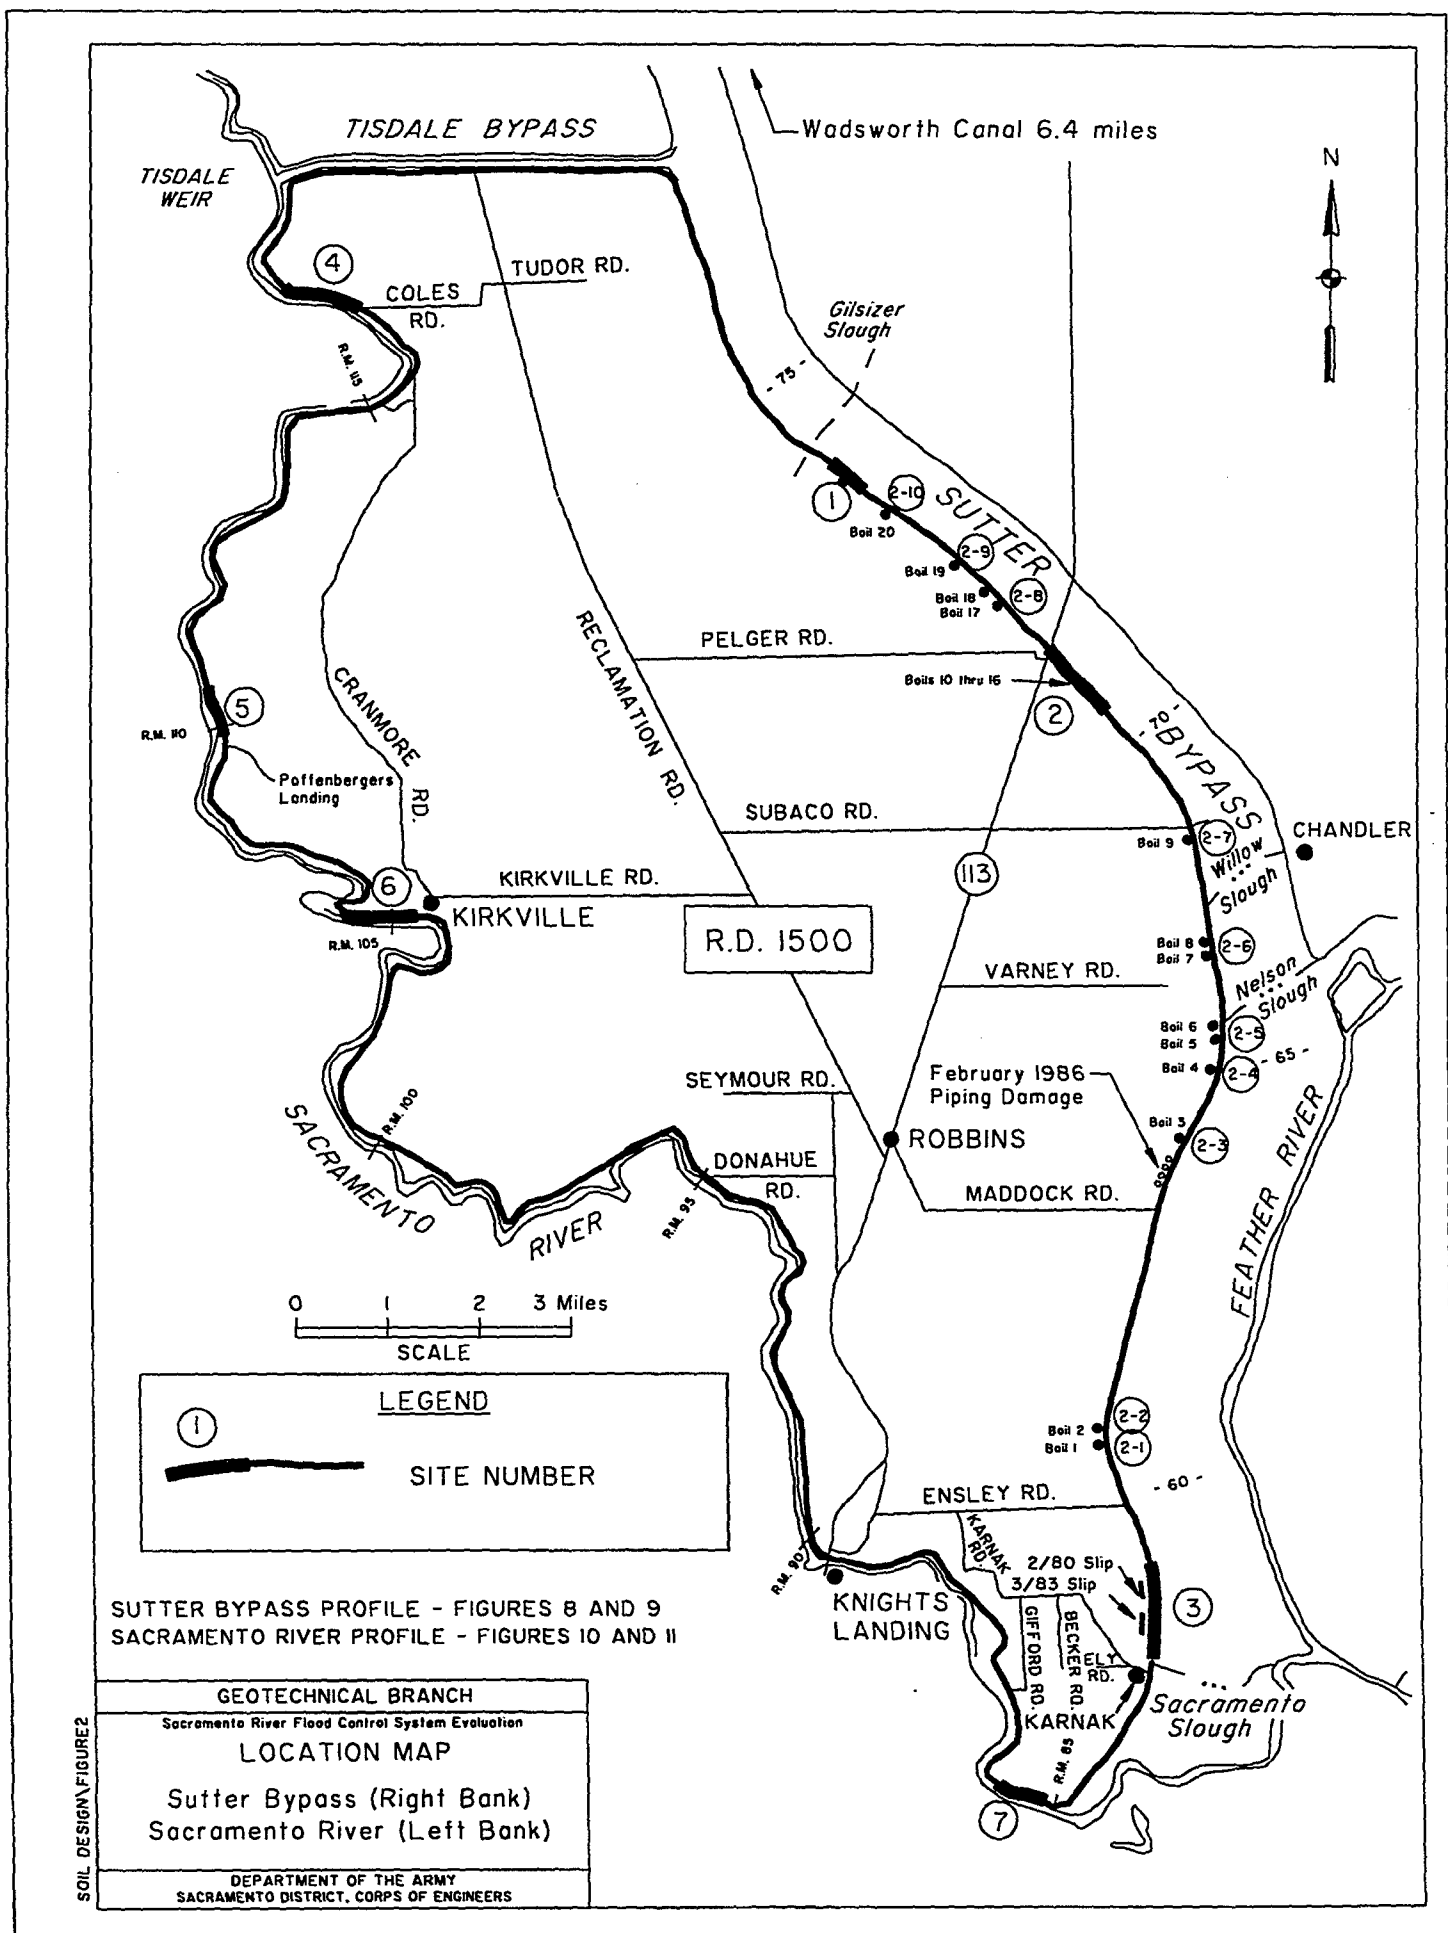 TISDALE BYPASS
Wadsworth Canal 6.4 miles
N
TISDALE
WEIR
4
TUDOR RD.
COLES
RD.
R.M. 115
Gilsizer
Slough
- 75 -
1
2-10
Boil 20
SUTTER
BYPASS
2-9
Boil 19
2-8
Boil 18
Boil 17
PELGER RD.
Boils 10 thru 16
2
- 70 -
RECLAMATION RD.
CRANMORE
RD.
5
R.M. 110
Poffenbergers
Landing
SUBACO RD.
Boil 9
2-7
CHANDLER
Willow
Slough
113
6
KIRKVILLE RD.
KIRKVILLE
R.M. 105
R.D. 1500
Boil 8
Boil 7
2-6
VARNEY RD.
Nelson
Slough
Boil 6
Boil 5
2-5
Boil 4
2-4
- 65 -
SEYMOUR RD.
February 1986
Piping Damage
Boil 3
2-3
R.M. 100
SACRAMENTO
RIVER
ROBBINS
DONAHUE
RD.
R.M. 95
MADDOCK RD.
FEATHER RIVER
0 1 2 3 Miles
SCALE
LEGEND
1
SITE NUMBER
Boil 2
Boil 1
2-2
2-1
ENSLEY RD.
- 60 -
KARNAK
RD.
2/80 Slip
3/83 Slip
3
R.M. 90
KNIGHTS
LANDING
GIFFORD RD.
BECKER RD.
ELY
RD.
KARNAK
Sacramento
Slough
R.M. 85
7
SUTTER BYPASS PROFILE - FIGURES 8 AND 9
SACRAMENTO RIVER PROFILE - FIGURES 10 AND 11
GEOTECHNICAL BRANCH
Sacramento River Flood Control System Evaluation
LOCATION MAP
Sutter Bypass (Right Bank)
Sacramento River (Left Bank)
DEPARTMENT OF THE ARMY
SACRAMENTO DISTRICT, CORPS OF ENGINEERS
SOIL DESIGN\FIGURE2